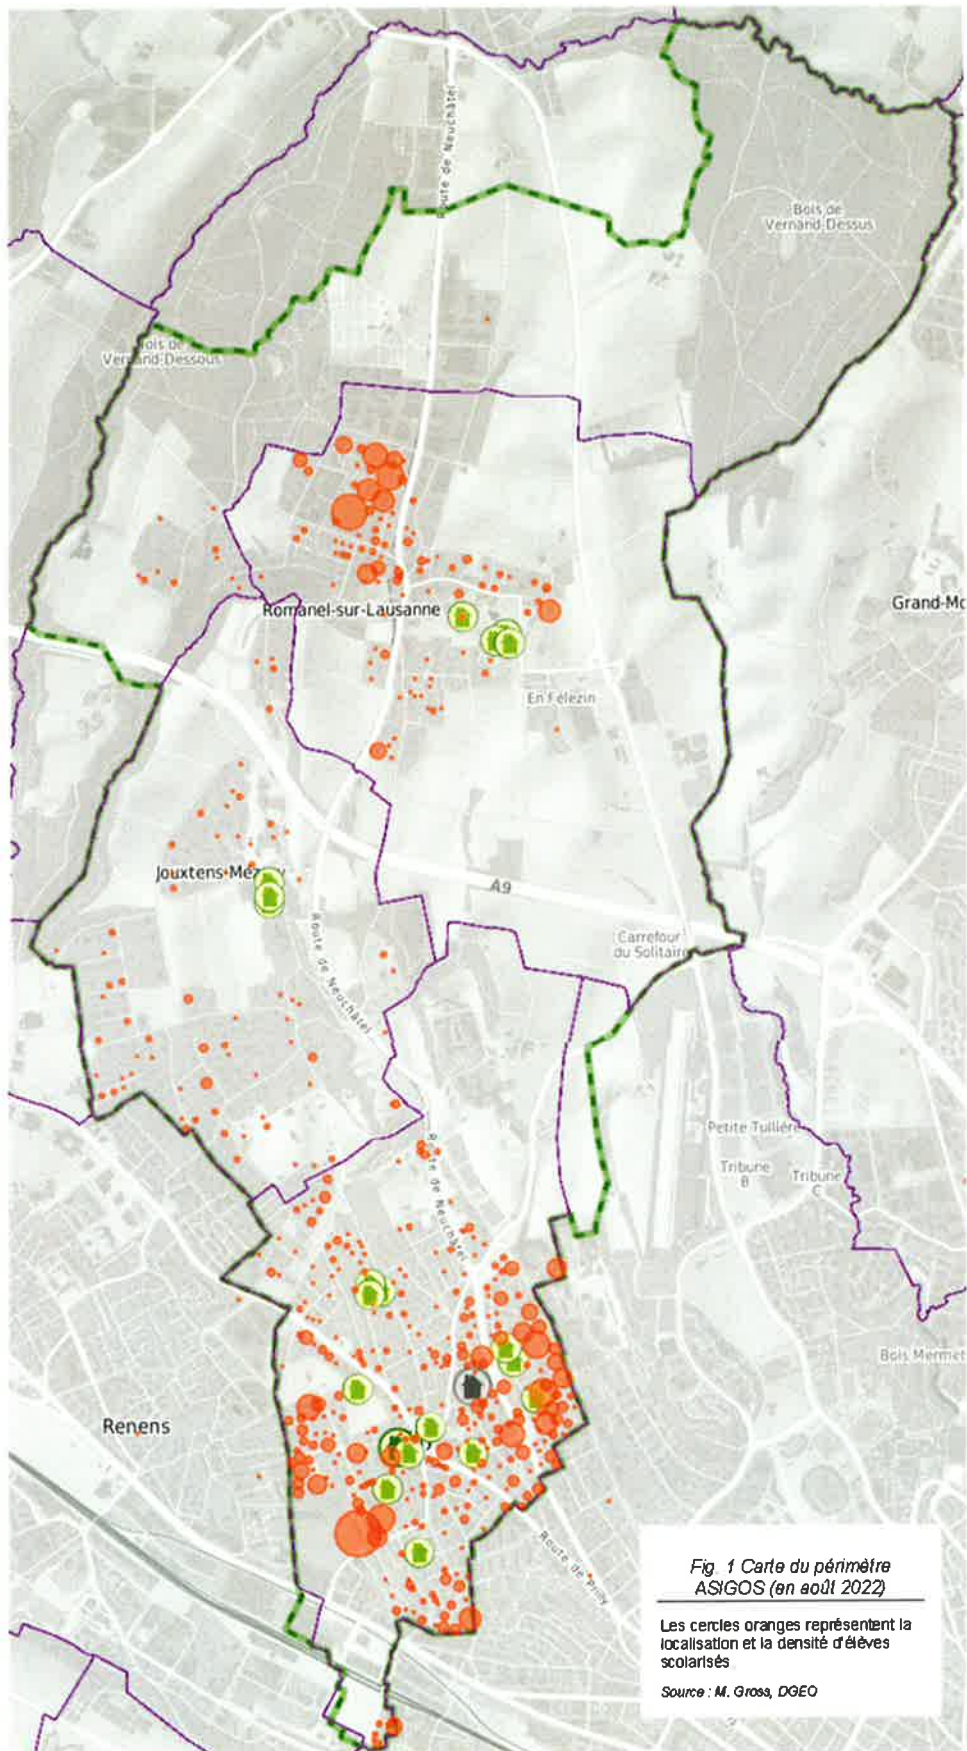 Route de Neuchâtel
Bois de
Vernand-Dessus
Bois de
Vernand-Dessous
Romanel-sur-Lausanne
Grand-Mo
En Félezin
Jouxtens-Méz
A9
Carrefour
du Solitaire
Route de Neuchâtel
Petite Tuilière
Tribune
B
Tribune
C
Route de Neuchâtel
Bois Mermet
Renens
Route de Prilly
Fig. 1 Carte du périmètre
ASIGOS (en août 2022)
Les cercles oranges représentent la
localisation et la densité d'élèves
scolarisés
Source : M. Gross, DGEO